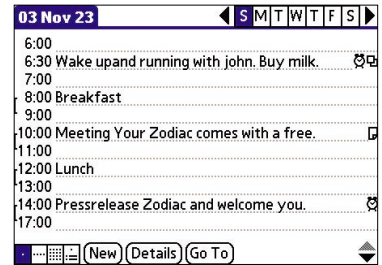 03 Nov 23 S M T W T F S
6:00
6:30 Wake upand running with john. Buy milk.
7:00
8:00 Breakfast
9:00
10:00 Meeting Your Zodiac comes with a free.
11:00
12:00 Lunch
13:00
14:00 Pressrelease Zodiac and welcome you.
17:00
New Details Go To